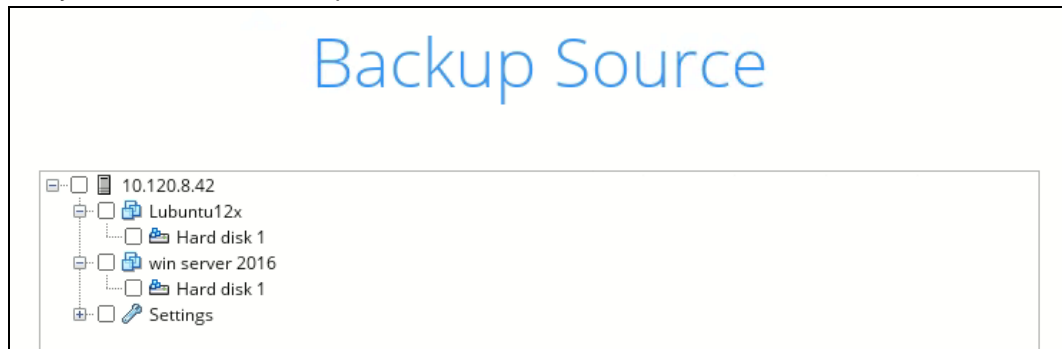 Backup Source
10.120.8.42
Lubuntu12x
Hard disk 1
win server 2016
Hard disk 1
Settings